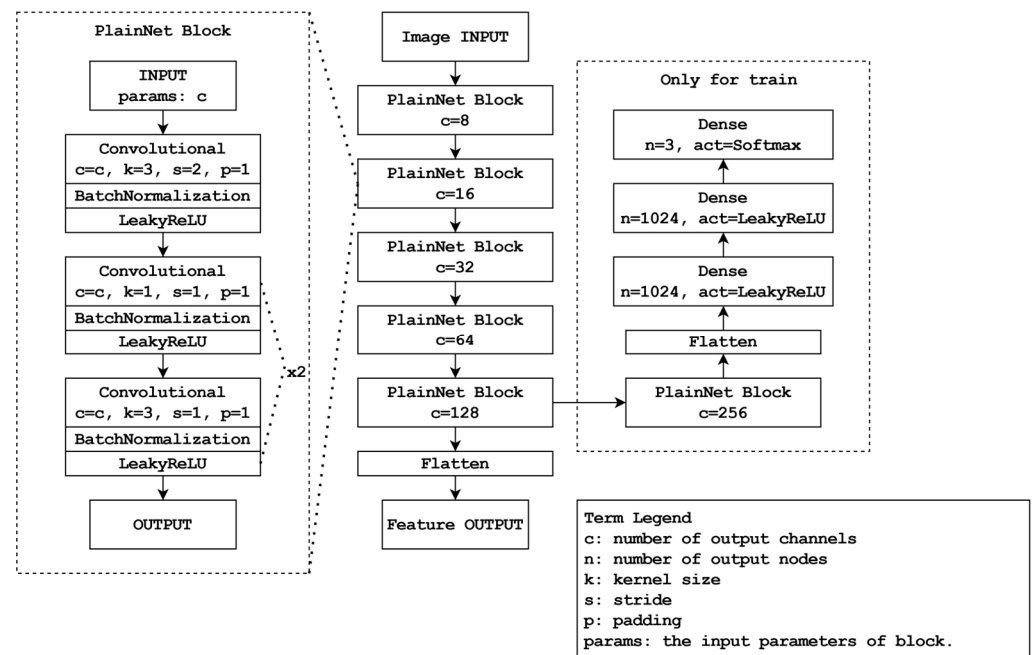 PlainNet Block
INPUT
params: c
Convolutional
c=c, k=3, s=2, p=1
BatchNormalization
LeakyReLU
Convolutional
c=c, k=1, s=1, p=1
BatchNormalization
LeakyReLU
x2
Convolutional
c=c, k=3, s=1, p=1
BatchNormalization
LeakyReLU
OUTPUT
Image INPUT
PlainNet Block
c=8
PlainNet Block
c=16
PlainNet Block
c=32
PlainNet Block
c=64
PlainNet Block
c=128
Flatten
Feature OUTPUT
Only for train
Dense
n=3, act=Softmax
Dense
n=1024, act=LeakyReLU
Dense
n=1024, act=LeakyReLU
Flatten
PlainNet Block
c=256
Term Legend
c: number of output channels
n: number of output nodes
k: kernel size
s: stride
p: padding
params: the input parameters of block.